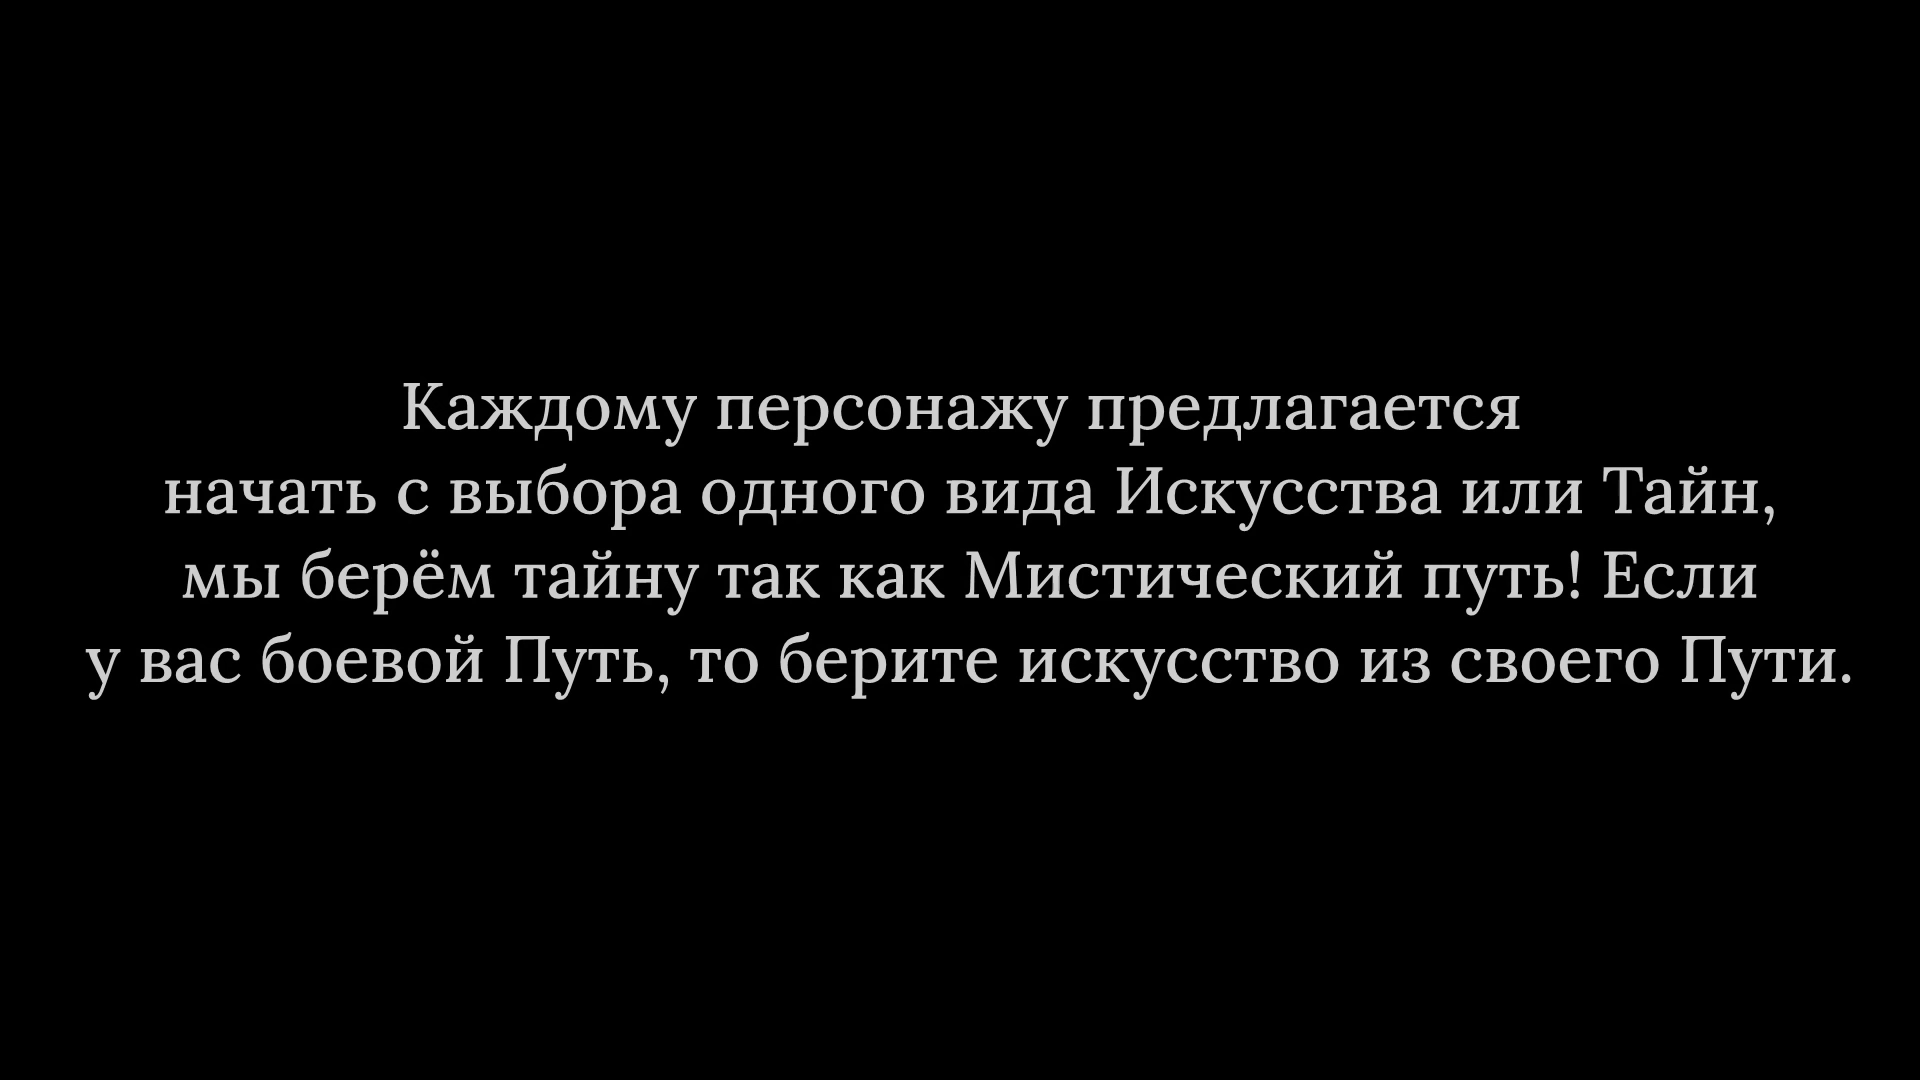 Каждому персонажу предлагается
начать с выбора одного вида Искусства или Тайн,
мы берём тайну так как Мистический путь! Если
у вас боевой Путь, то берите искусство из своего Пути.